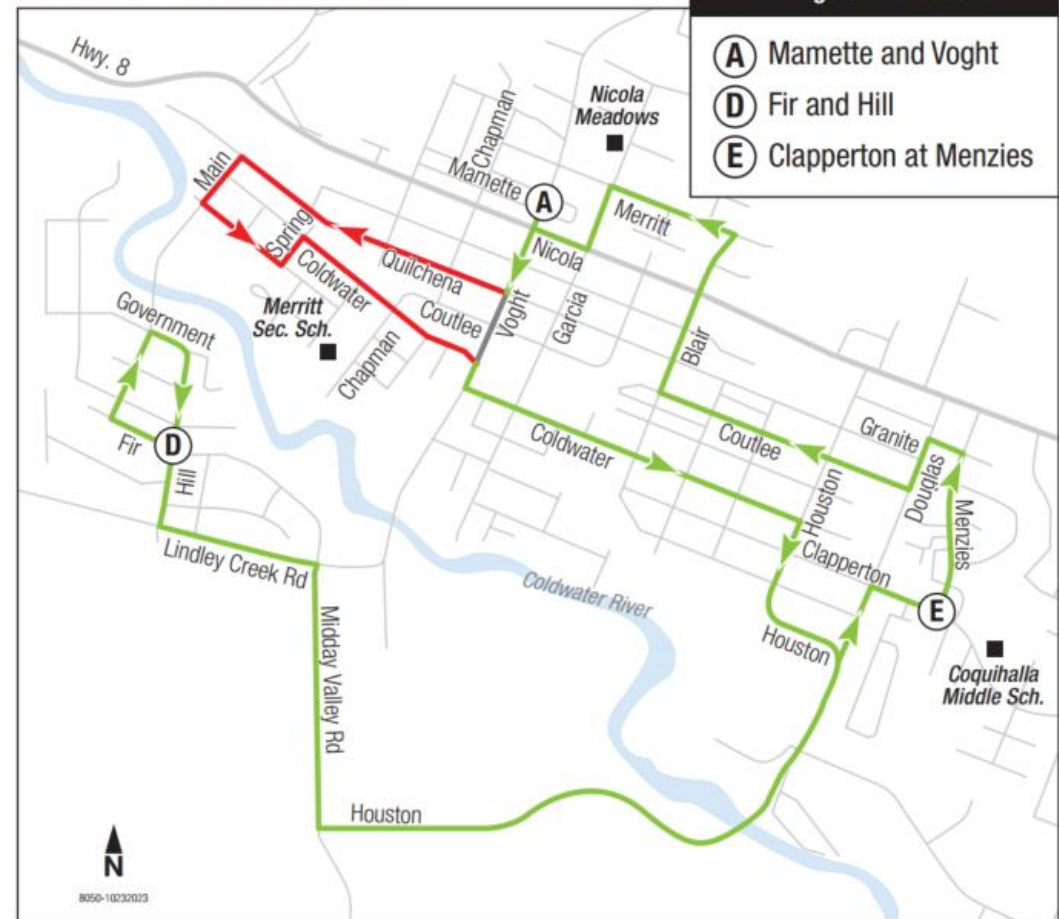 A Mamette and Voght
D Fir and Hill
E Clapperton at Menzies
Hwy. 8
Nicola
Meadows
Chapman
Mamette
A
Main
Merritt
Spring
Nicola
Quilchena
Coldwater
Voght
Garcia
Coutlee
Government
Merritt
Sec. Sch.
Chapman
Blair
Fir
D
Hill
Coldwater
Coutlee
Granite
Douglas
Houston
Menzies
Clapperton
Lindley Creek Rd
Coldwater River
E
Houston
Coquihalla
Middle Sch.
Midday Valley Rd
Houston
N
8050-10232023